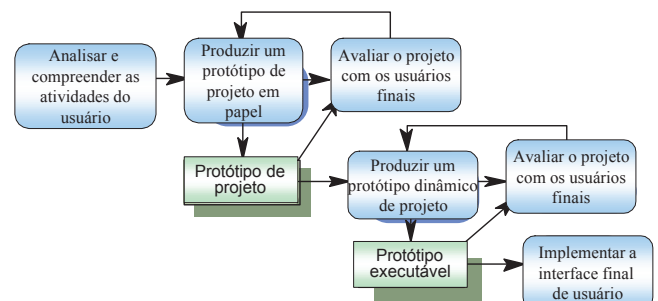 Analisar e
compreender as
atividades do
usuário
Produzir um
protótipo de
projeto em
papel
Avaliar o projeto
com os usuários
finais
Protótipo de
projeto
Produzir um
protótipo dinâmico
de projeto
Avaliar o projeto
com os usuários
finais
Protótipo
executável
Implementar a
interface final
de usuário